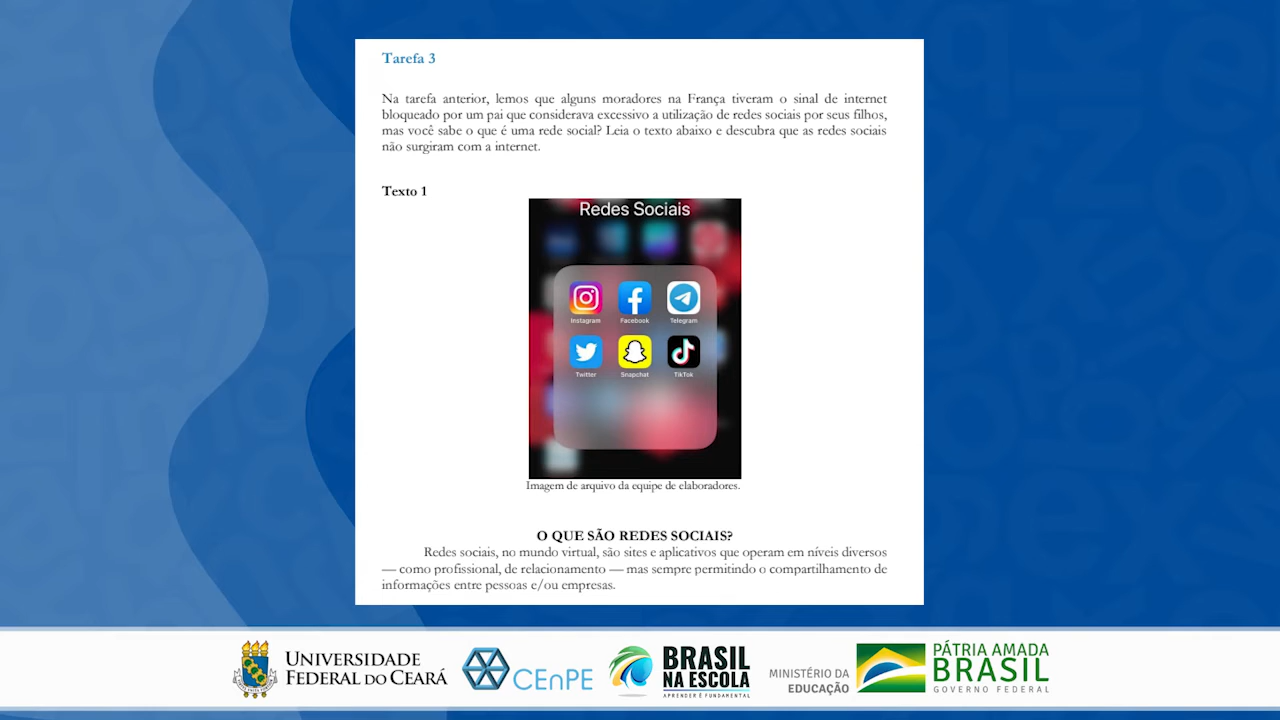 Tarefa 3
Na tarefa anterior, lemos que alguns moradores na França tiveram o sinal de internet
bloqueado por um pai que considerava excessivo a utilização de redes sociais por seus filhos,
mas você sabe o que é uma rede social? Leia o texto abaixo e descubra que as redes sociais
não surgiram com a internet.
Texto 1
Redes Sociais
Instagram Facebook Telegram
Twitter Snapchat TikTok
Imagem de arquivo da equipe de elaboradores.
O QUE SÃO REDES SOCIAIS?
Redes sociais, no mundo virtual, são sites e aplicativos que operam em níveis diversos
— como profissional, de relacionamento — mas sempre permitindo o compartilhamento de
informações entre pessoas e/ou empresas.
UNIVERSIDADE
FEDERAL DO CEARÁ
CEnPE
BRASIL
NA ESCOLA
APRENDER É FUNDAMENTAL
MINISTÉRIO DA
EDUCAÇÃO
PÁTRIA AMADA
BRASIL
GOVERNO FEDERAL